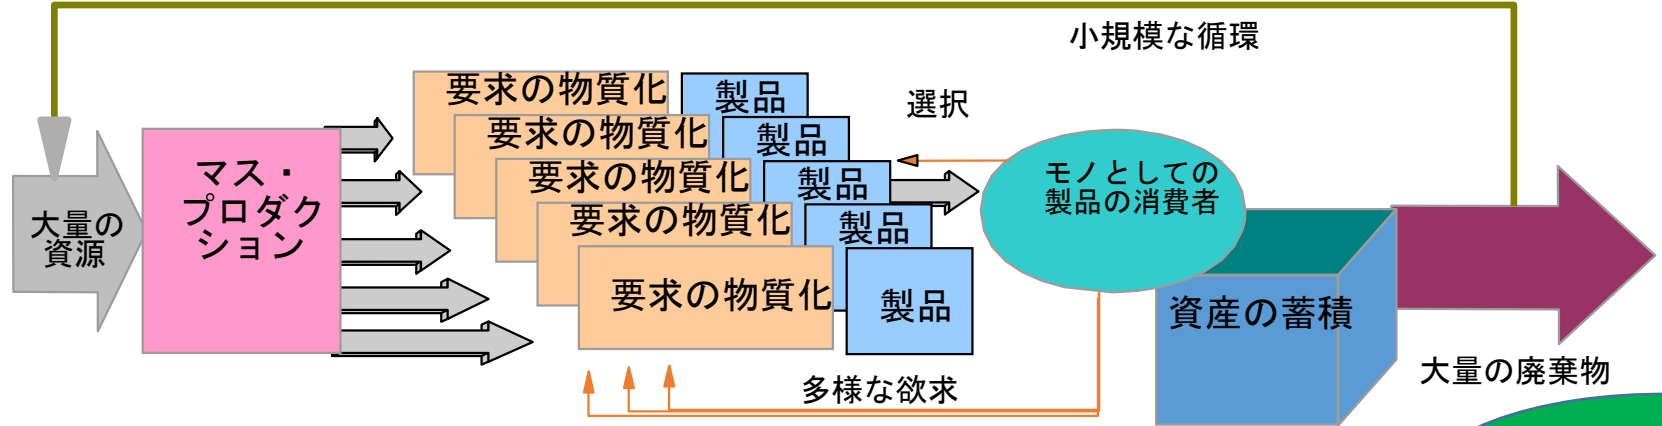 小規模な循環
要求の物質化
製品
選択
要求の物質化
製品
マス・
プロダク
ション
要求の物質化
製品
モノとしての
製品の消費者
大量の
資源
要求の物質化
製品
要求の物質化
製品
資産の蓄積
多様な欲求
大量の廃棄物